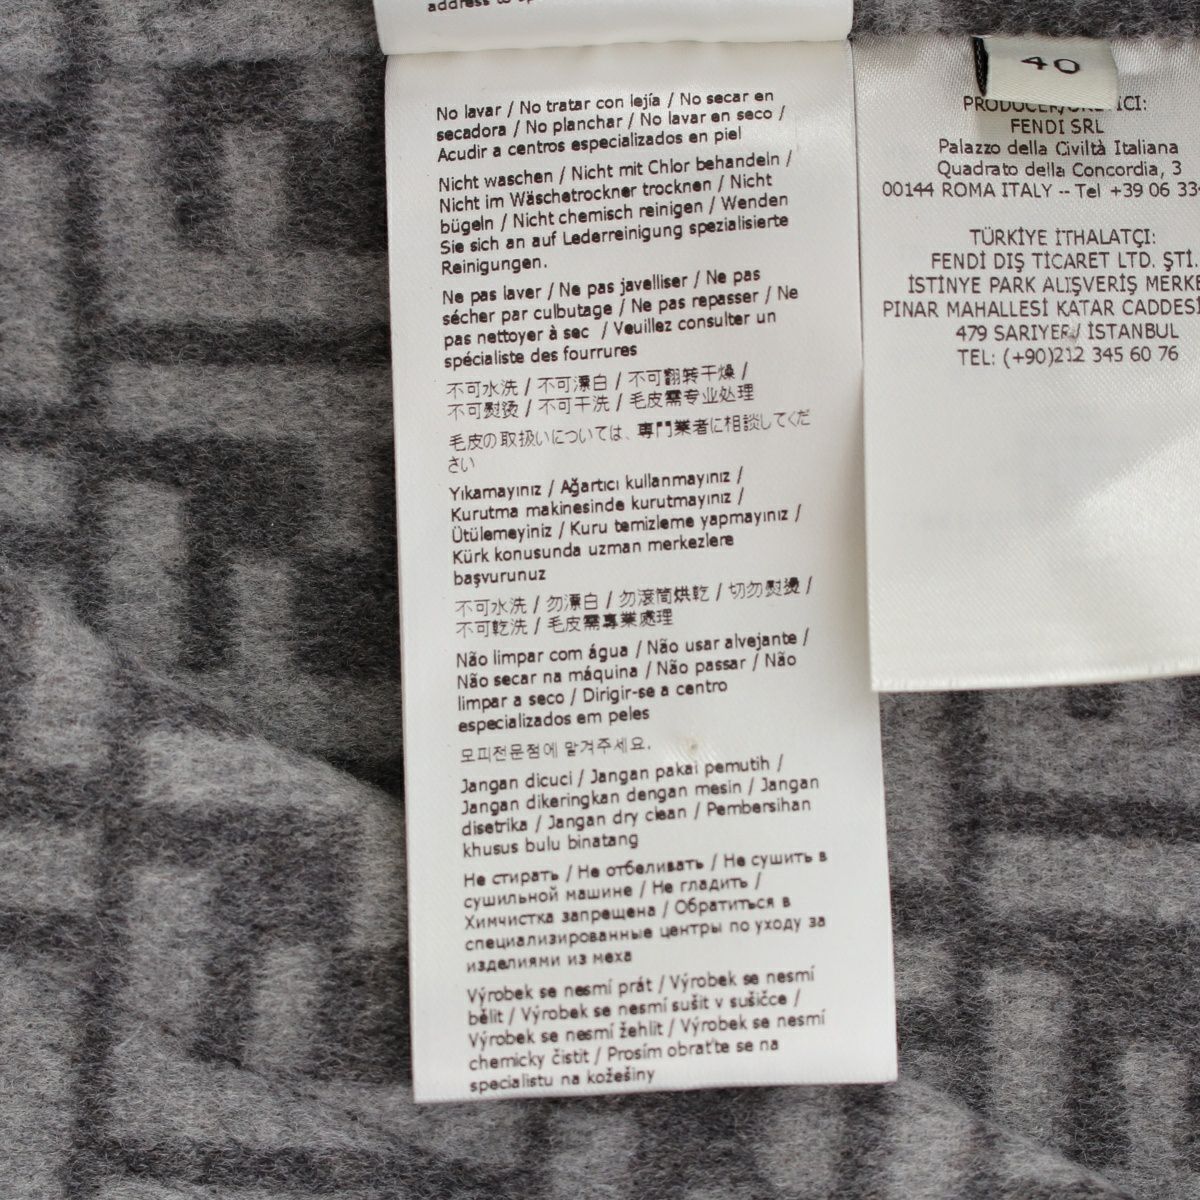 address to
No lavar / No tratar con lejía / No secar en
secadora / No planchar / No lavar en seco /
Acudir a centros especializados en piel
Nicht waschen / Nicht mit Chlor behandeln /
Nicht im Wäschetrockner trocknen / Nicht
bügeln / Nicht chemisch reinigen / Wenden
Sie sich an auf Lederreinigung spezialisierte
Reinigungen.
Ne pas laver / Ne pas javelliser / Ne pas
sécher par culbutage / Ne pas repasser / Ne
pas nettoyer à sec / Veuillez consulter un
spécialiste des fourrures
不可水洗 / 不可漂白 / 不可翻转干燥 /
不可熨烫 / 不可干洗 / 毛皮需专业处理
毛皮の取扱いについては、専門業者に相談してくだ
さい
Yıkamayınız / Ağartıcı kullanmayınız /
Kurutma makinesinde kurutmayınız /
Ütülemeyiniz / Kuru temizleme yapmayınız /
Kürk konusunda uzman merkezlere
başvurunuz
不可水洗 / 勿漂白 / 勿滾筒烘乾 / 切勿熨燙 /
不可乾洗 / 毛皮需專業處理
Não limpar com água / Não usar alvejante /
Não secar na máquina / Não passar / Não
limpar a seco / Dirigir-se a centro
especializados em peles
모피전문점에 맡겨주세요.
Jangan dicuci / Jangan pakai pemutih /
Jangan dikeringkan dengan mesin / Jangan
disetrika / Jangan dry clean / Pembersihan
khusus bulu binatang
Не стирать / Не отбеливать / Не сушить в
сушильной машине / Не гладить /
Химчистка запрещена / Обратиться в
специализированные центры по уходу за
изделиями из меха
Výrobek se nesmí prát / Výrobek se nesmí
bělit / Výrobek se nesmí sušit v sušičce /
Výrobek se nesmí žehlit / Výrobek se nesmí
chemicky čistit / Prosím obraťte se na
specialistu na kožešiny
40
FENDI SRL
Palazzo della Civiltà Italiana
Quadrato della Concordia, 3
00144 ROMA ITALY -- Tel +39 06 33
TÜRKİYE İTHALATÇI:
FENDİ DIŞ TİCARET LTD. ŞTİ.
İSTİNYE PARK ALIŞVERİŞ MERKE
PINAR MAHALLESİ KATAR CADDESİ
479 SARIYER/ İSTANBUL
TEL: (+90)212 345 60 76